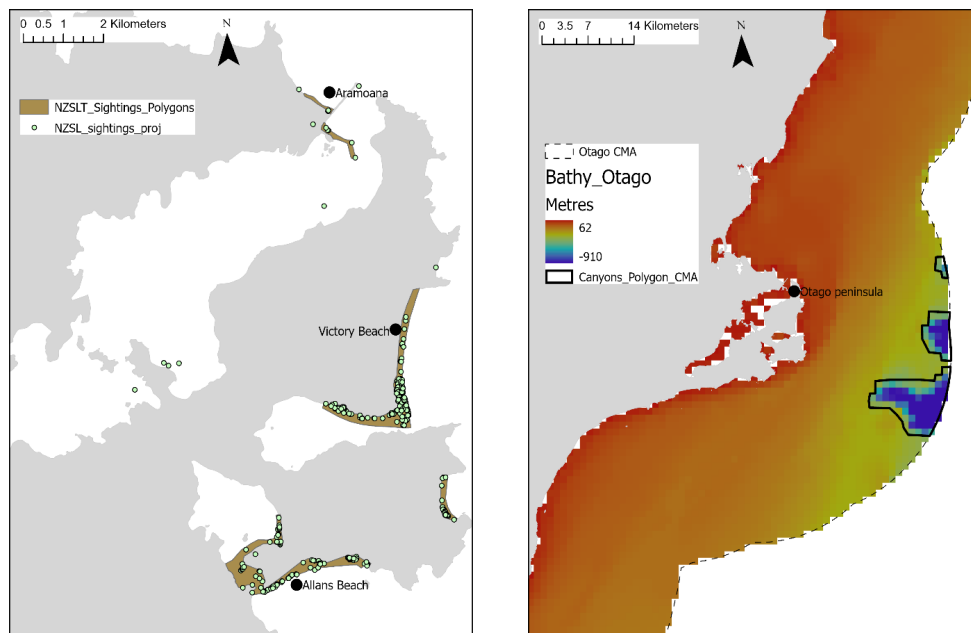 0 0.5 1 2 Kilometers
N
Aramoana
NZSLT_Sightings_Polygons
NZSL_sightings_proj
Victory Beach
Allans Beach
0 3.5 7 14 Kilometers
N
Otago CMA
Bathy_Otago
Metres
62
-910
Canyons_Polygon_CMA
Otago peninsula